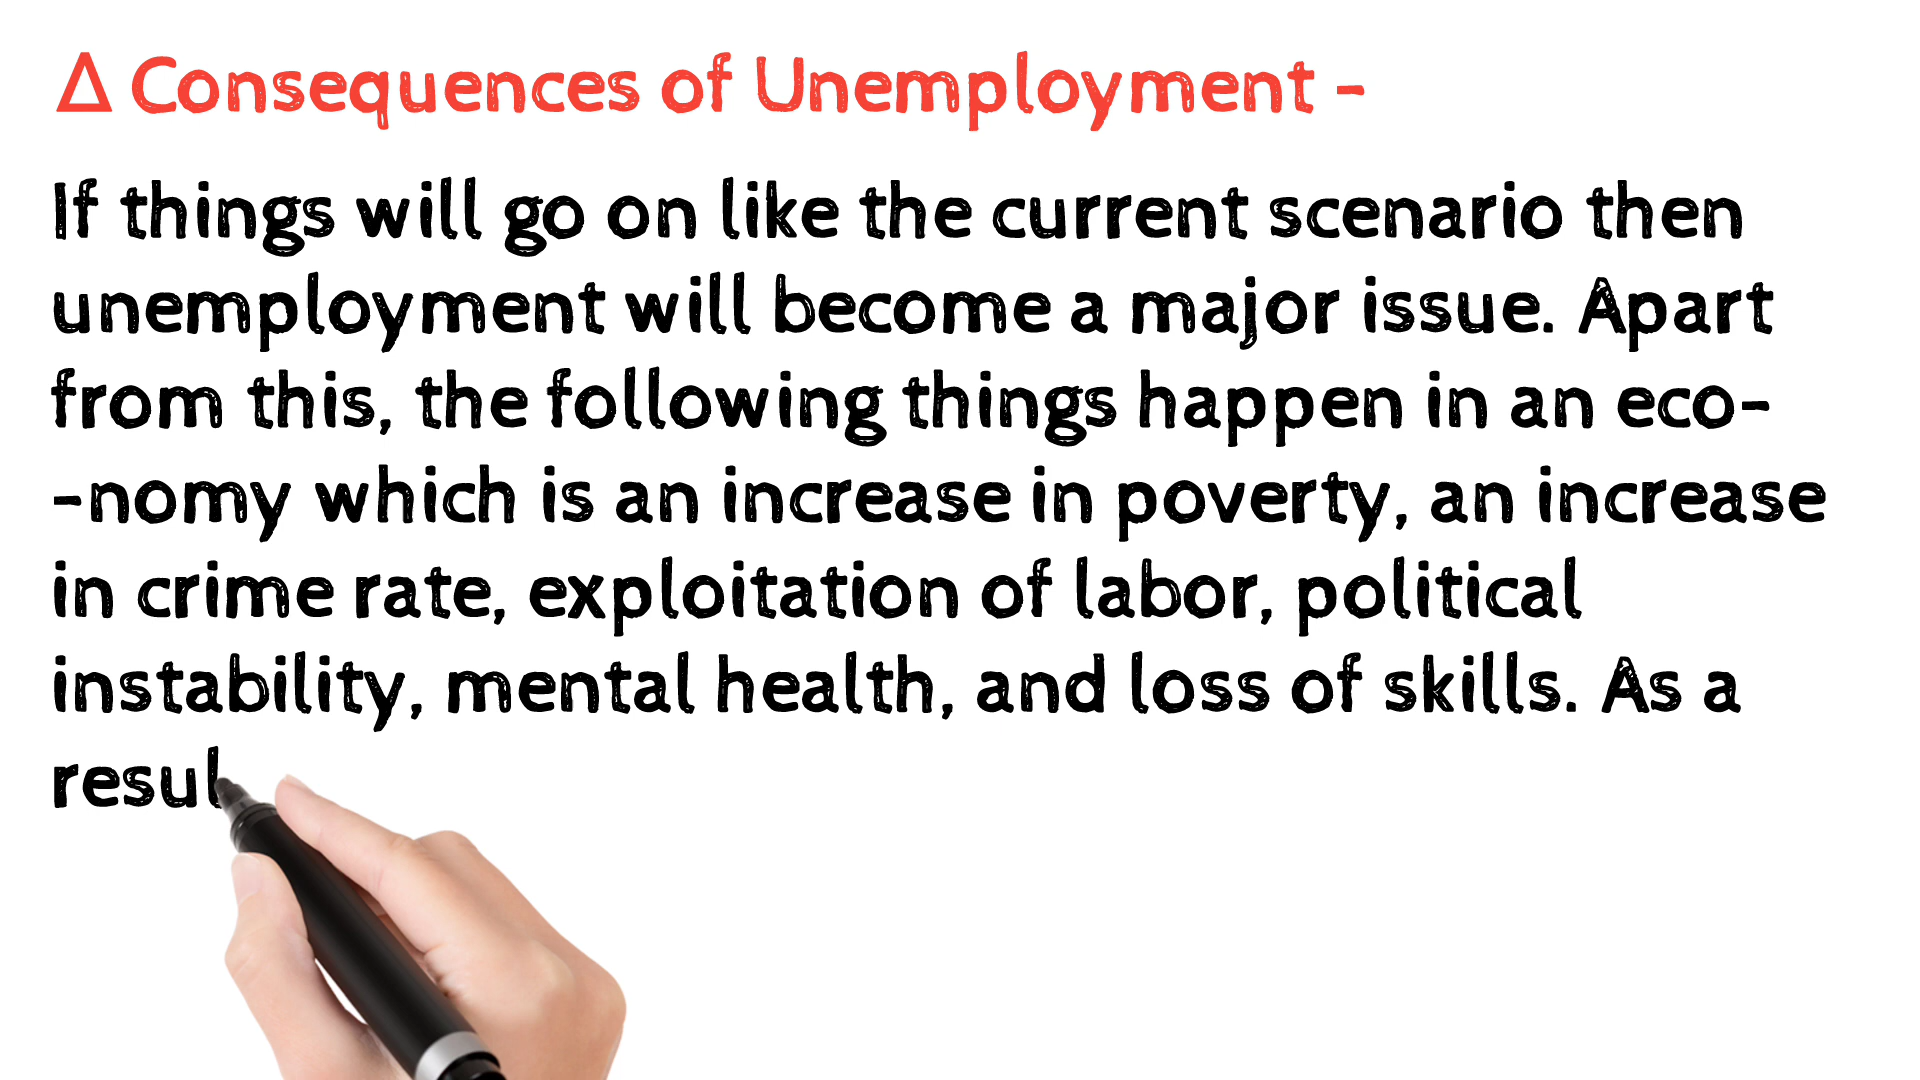 Δ Consequences of Unemployment -
If things will go on like the current scenario then
unemployment will become a major issue. Apart
from this, the following things happen in an eco-
-nomy which is an increase in poverty, an increase
in crime rate, exploitation of labor, political
instability, mental health, and loss of skills. As a
resul